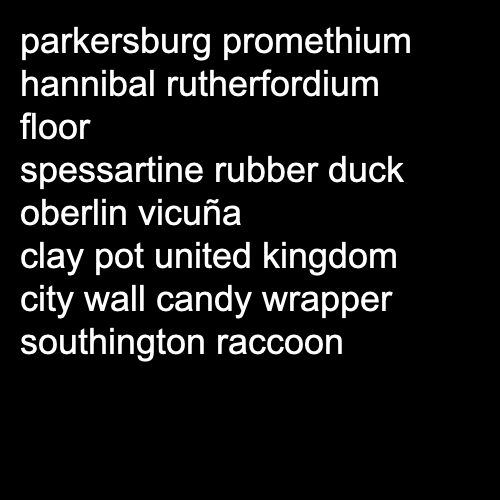 parkersburg promethium
hannibal rutherfordium
floor
spessartine rubber duck
oberlin vicuña
clay pot united kingdom
city wall candy wrapper
southington raccoon